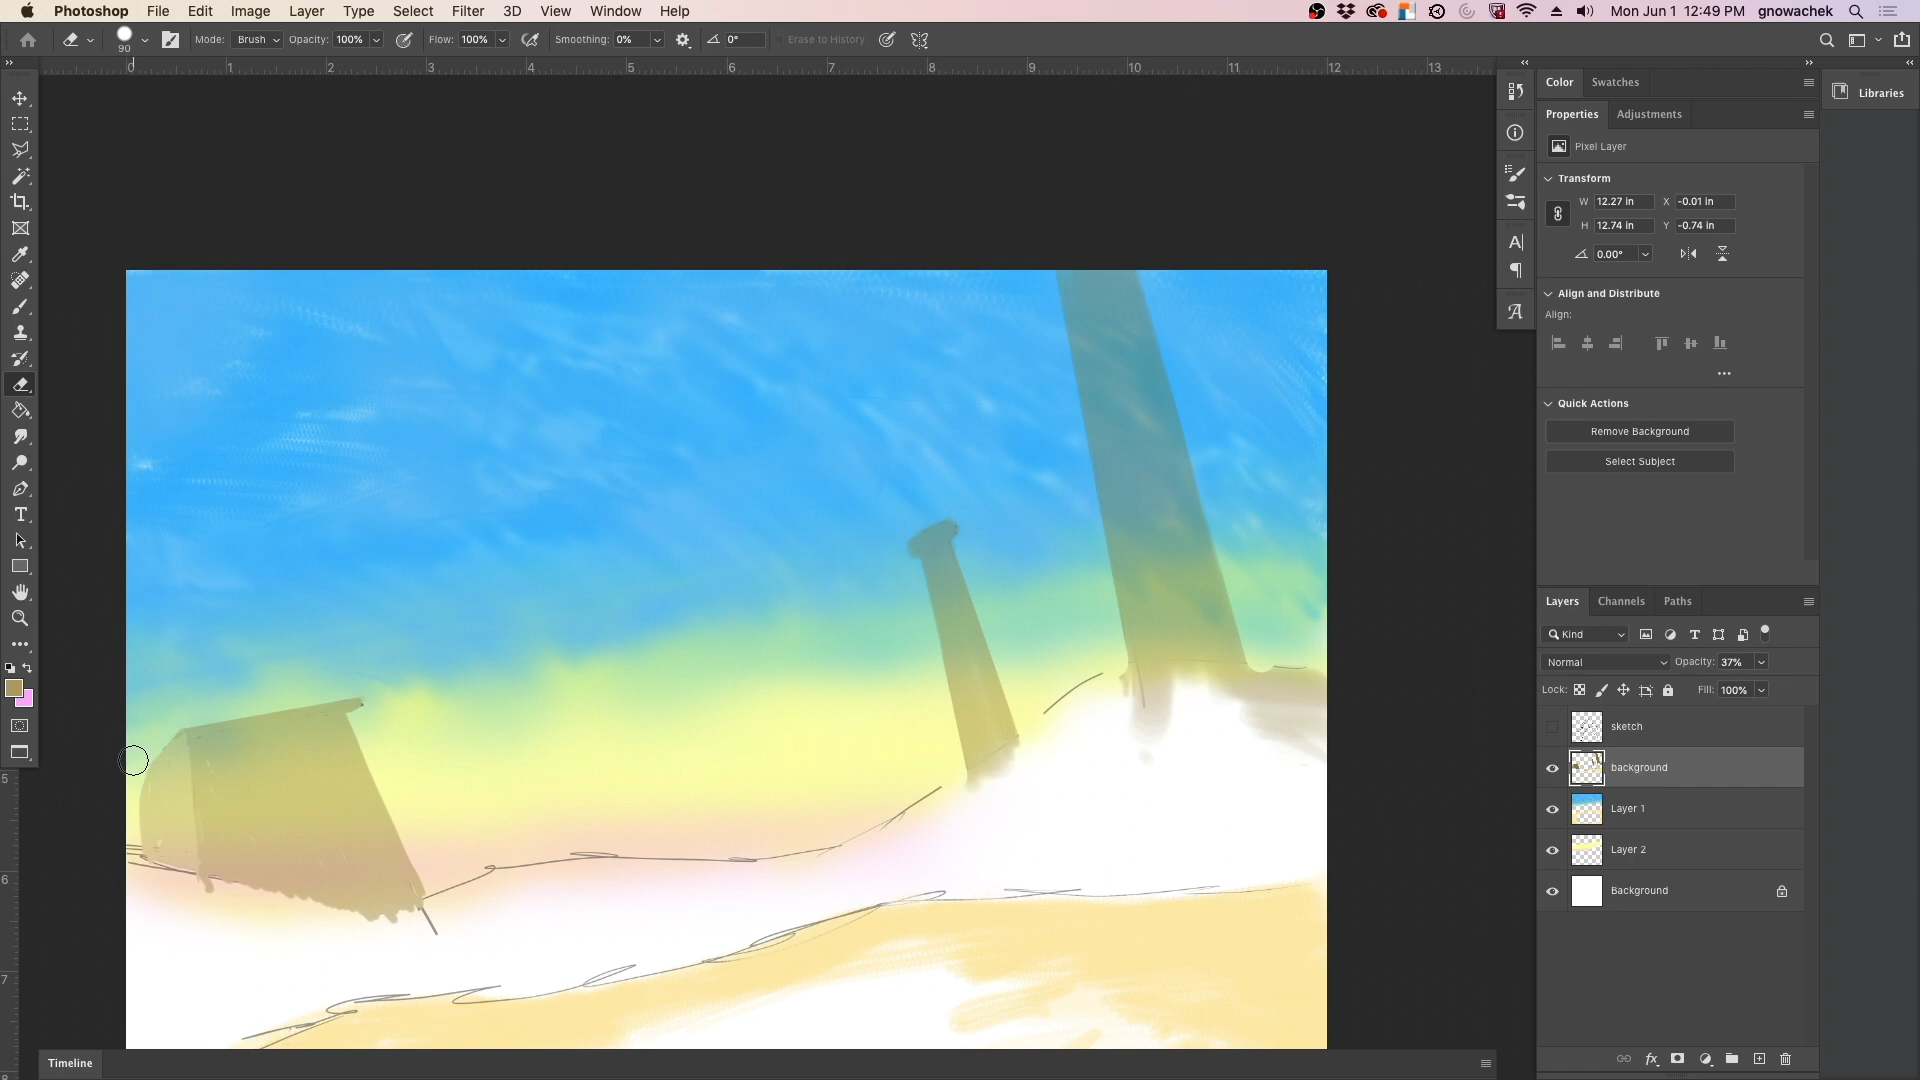 Photoshop File Edit Image Layer Type Select Filter 3D View Window Help Mon Jun 1 12:49 PM gnowachek
90 Mode: Brush Opacity: 100% Flow: 100% Smoothing: 0% 0° Erase to History
0 1 2 3 4 5 6 7 8 9 10 11 12 13
Color Swatches
Libraries
Properties Adjustments
Pixel Layer
Transform
W 12.27 in X -0.01 in
H 12.74 in Y -0.74 in
0.00°
Align and Distribute
Align:
Quick Actions
Remove Background
Select Subject
Layers Channels Paths
Kind
Normal Opacity: 37%
Lock: Fill: 100%
sketch
background
Layer 1
Layer 2
Background
5
6
7
8
Timeline